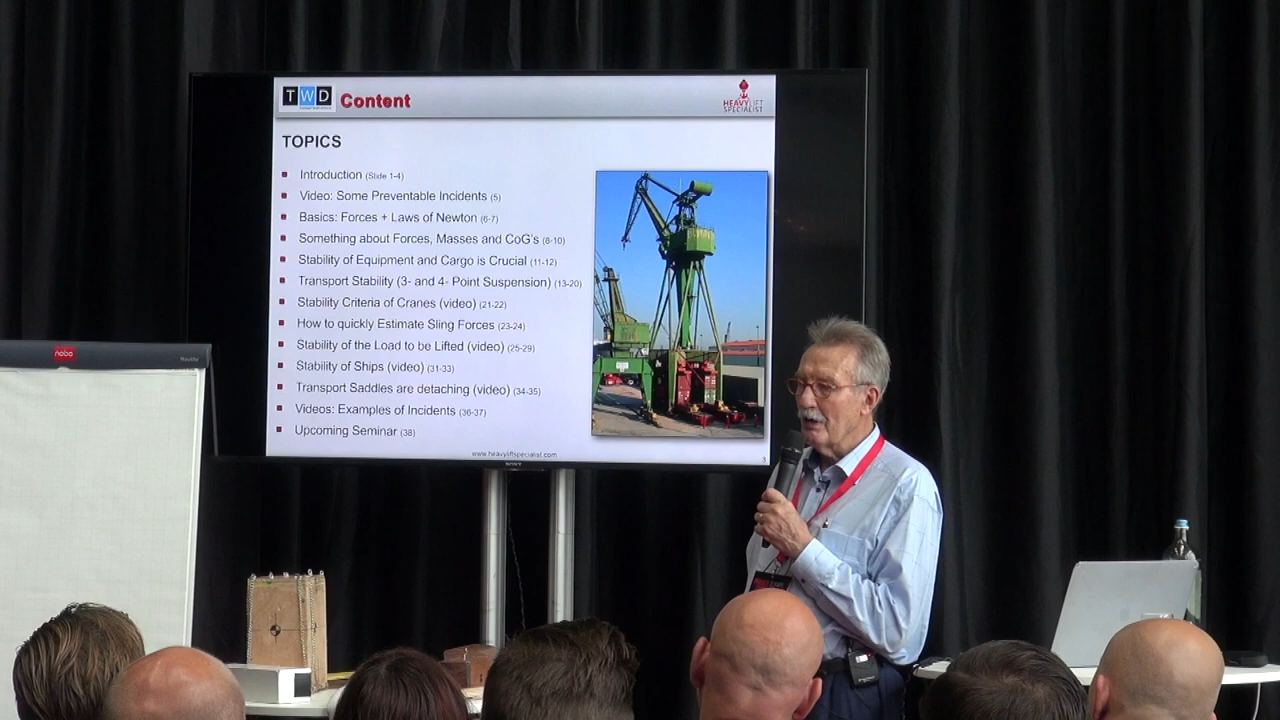 TWD
Content
HEAVYLIFT
SPECIALIST
TOPICS
Introduction (Slide 1-4)
Video: Some Preventable Incidents (5)
Basics: Forces + Laws of Newton (6-7)
Something about Forces, Masses and CoG's (8-10)
Stability of Equipment and Cargo is Crucial (11-12)
Transport Stability (3- and 4- Point Suspension) (13-20)
Stability Criteria of Cranes (video) (21-22)
How to quickly Estimate Sling Forces (23-24)
Stability of the Load to be Lifted (video) (25-29)
Stability of Ships (video) (31-33)
Transport Saddles are detaching (video) (34-35)
Videos: Examples of Incidents (36-37)
Upcoming Seminar (38)
www.heavyliftspecialist.com
3
SONY
nobo